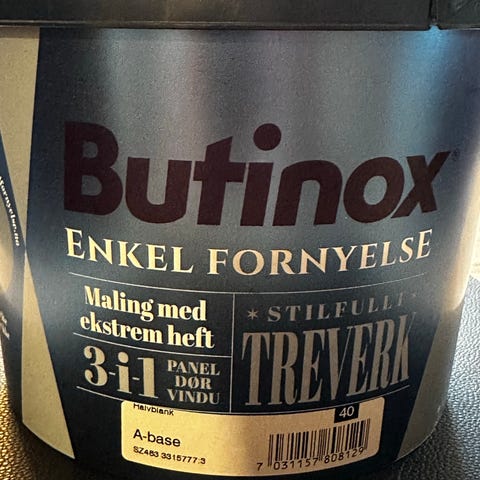 Butinox
ENKEL FORNYELSE
Maling med
ekstrem heft
3-i-1 PANEL
DØR
VINDU
STILFULLT
TREVERK
Halvblank
40
A-base
SZ463 3315777:3
7 031157 808129